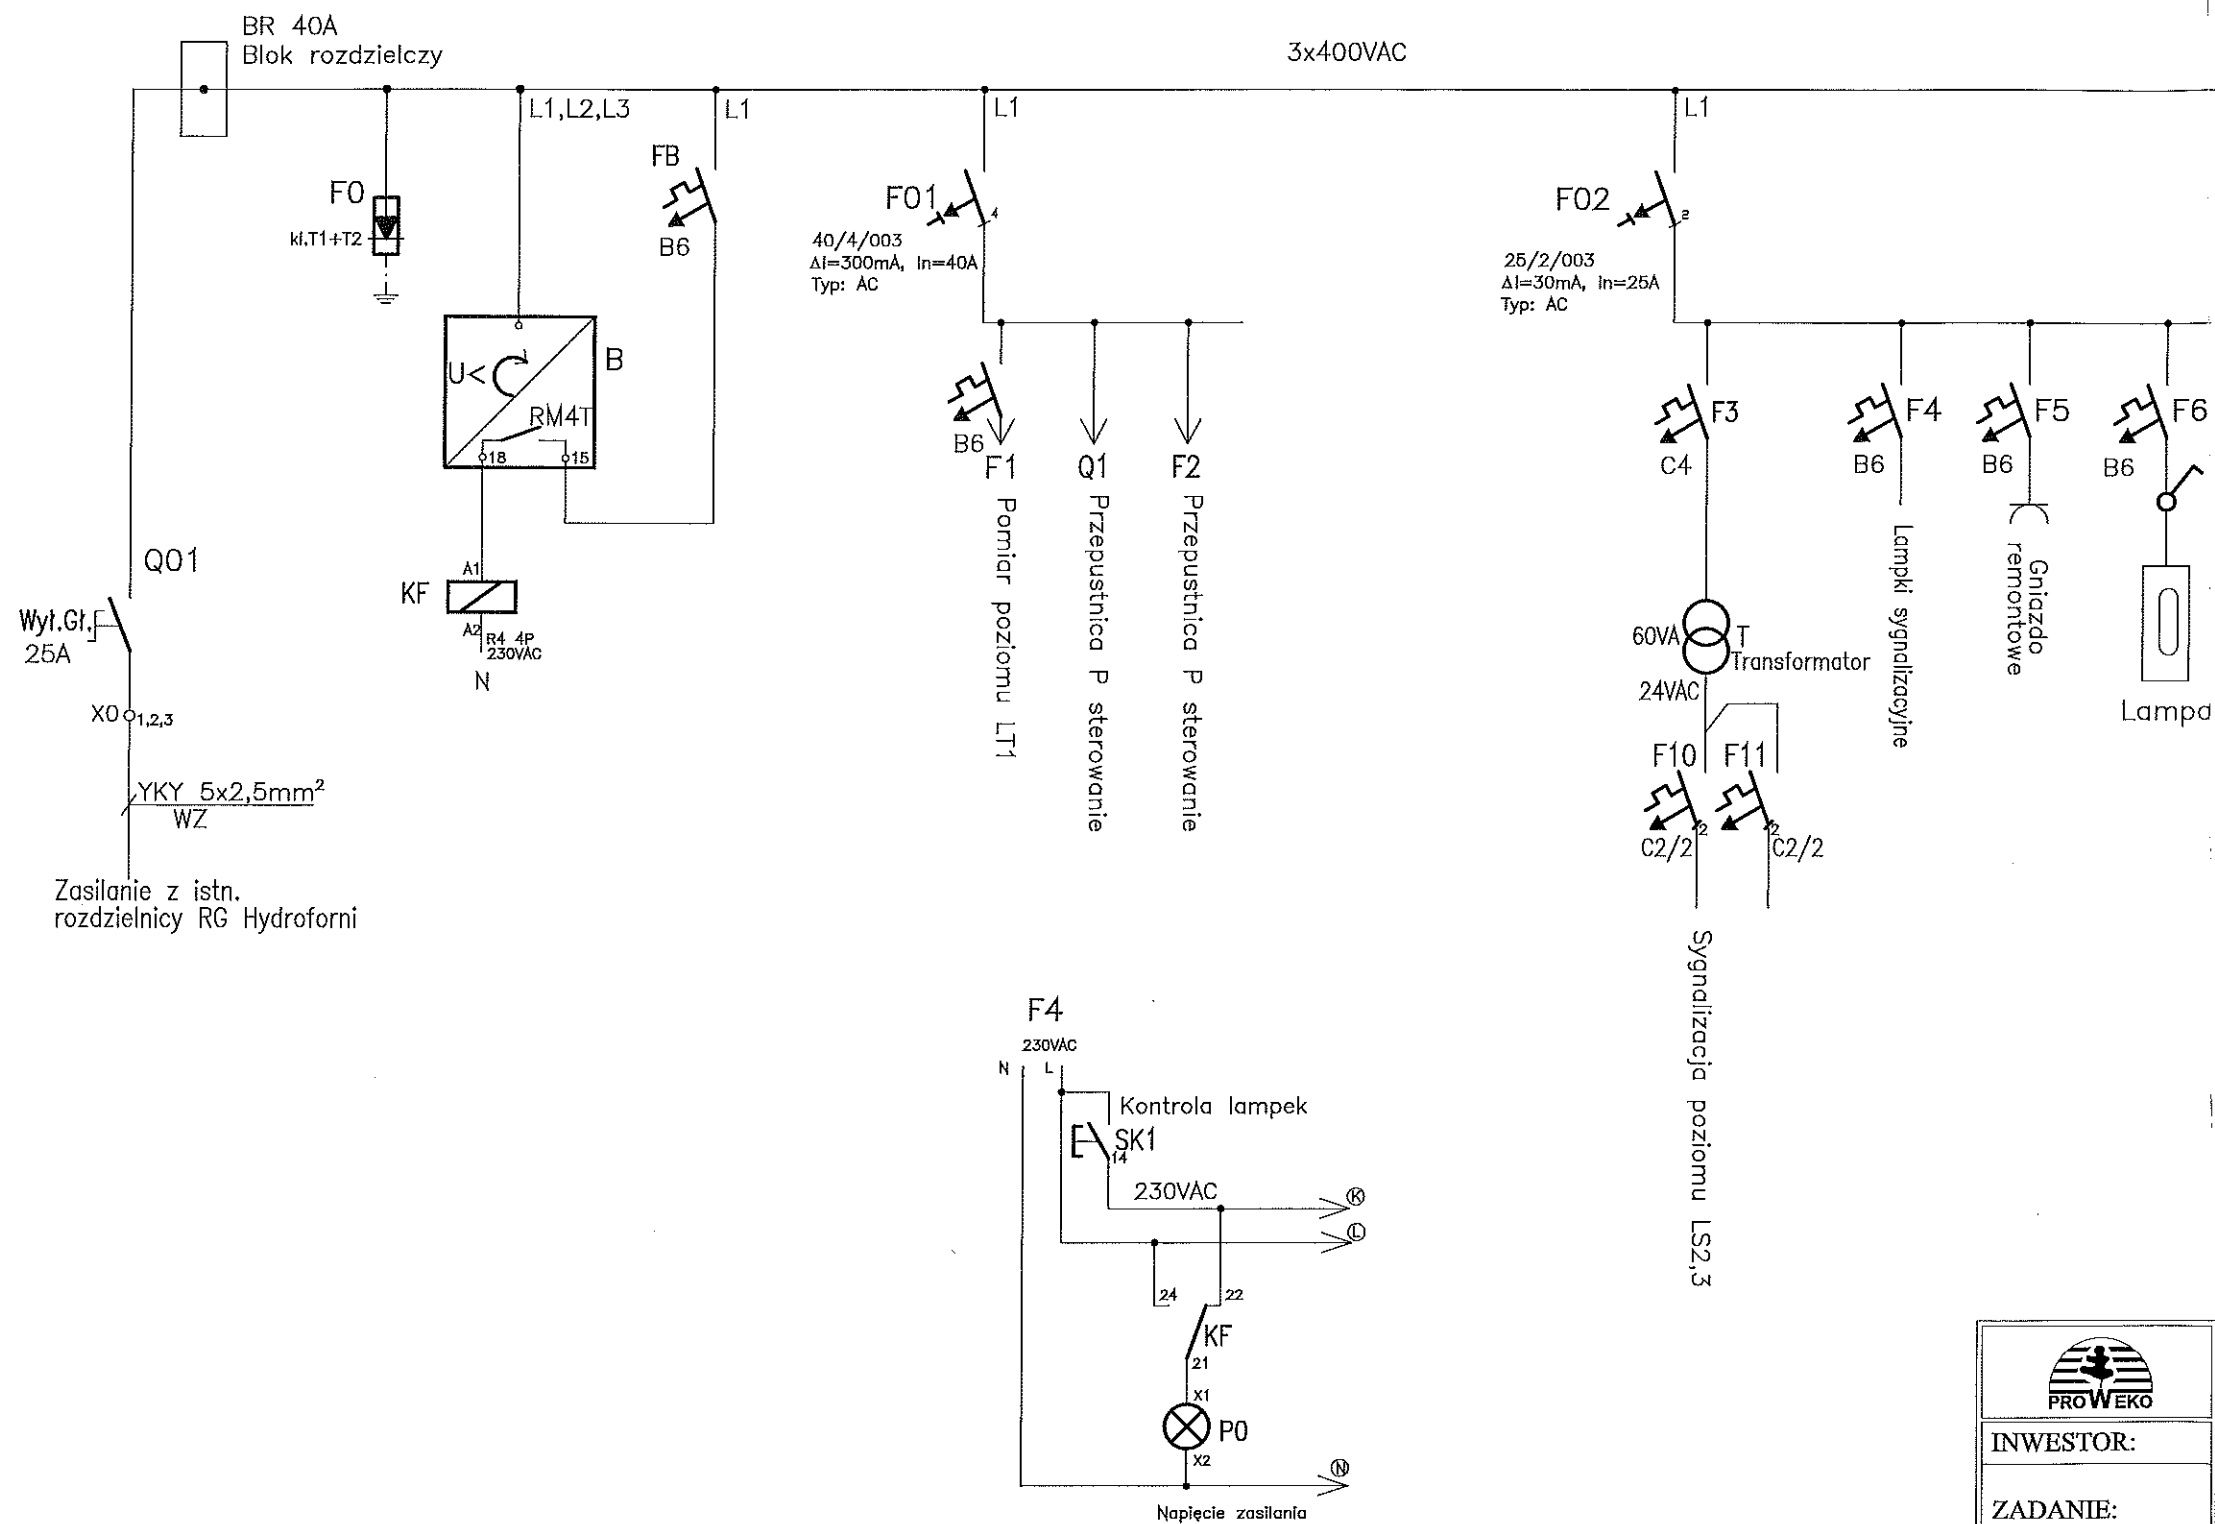 BR 40A
Blok rozdzielczy
3x400VAC
L1,L2,L3
L1
L1
L1
F0
kl.T1+T2
FB
B6
F01
4
40/4/003
ΔI=300mA, In=40A
Typ: AC
F02
2
25/2/003
ΔI=30mA, In=25A
Typ: AC
U<
B
RM4T
18
15
B6
F1
Q1
F2
Pomiar poziomu LT1
Przepustnica P sterowanie
Przepustnica P sterowanie
F3
C4
F4
B6
F5
B6
F6
B6
Lampki sygnalizacyjne
Gniazdo
remontowe
Lampa
Q01
Wył.Gł.
25A
X0
1,2,3
YKY 5x2,5mm²
WZ
Zasilanie z istn.
rozdzielnicy RG Hydroforni
A1
KF
A2
R4 4P
230VAC
N
60VA
T
Transformator
24VAC
F10
F11
2
2
C2/2
C2/2
Sygnalizacja poziomu LS2,3
F4
230VAC
N
L
Kontrola lampek
SK1
14
230VAC
K
L
24
22
KF
21
X1
P0
X2
N
Napięcie zasilania
PROWEKO
INWESTOR:
ZADANIE: